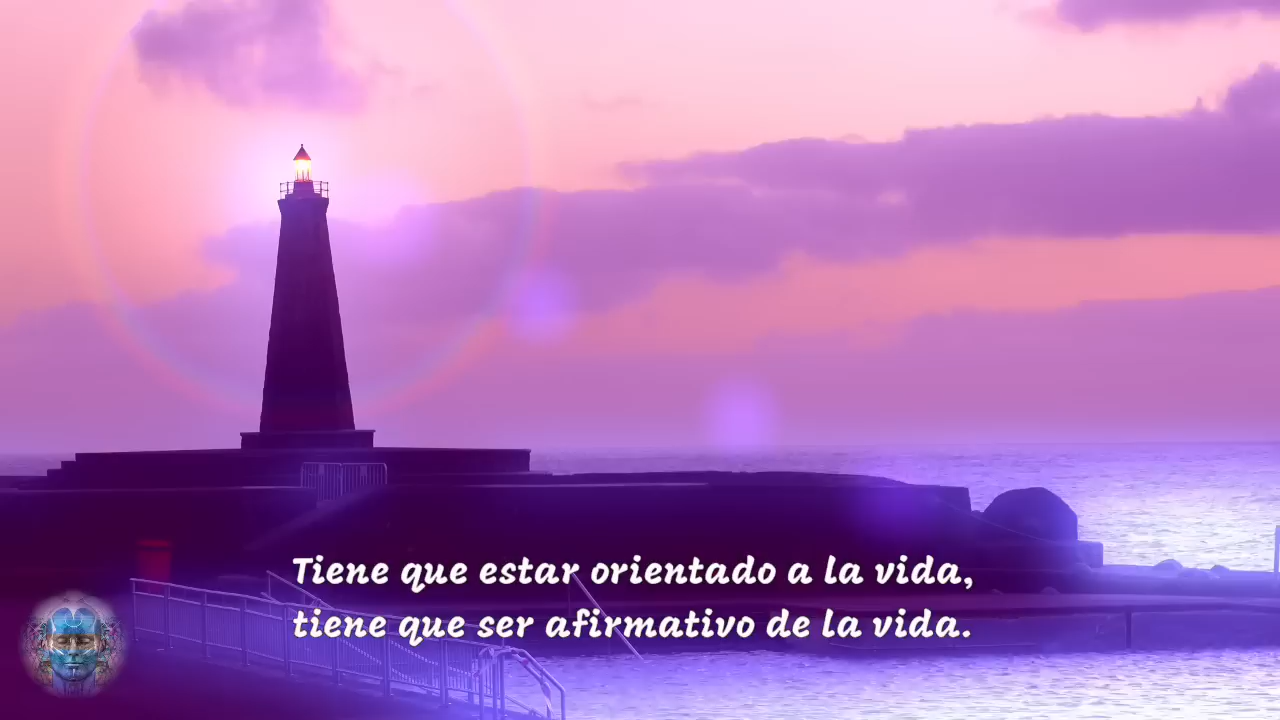 Tiene que estar orientado a la vida,
tiene que ser afirmativo de la vida.